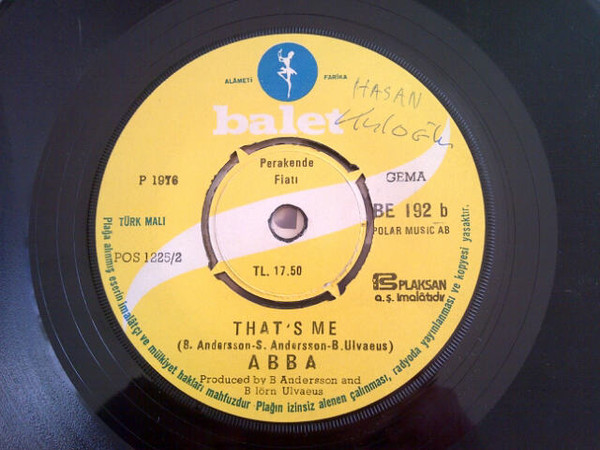 ALÂMETİ FARİKA
balet
HASAN
Perakende
Fiatı
P 1976
GEMA
BE 192 b
TÜRK MALI
POLAR MUSIC AB
POS 1225/2
TL. 17.50
PLAKSAN
a.ş. imalâtıdır
THAT'S ME
(B. Andersson-S. Andersson-B. Ulvaeus)
ABBA
Produced by B Andersson and
B lörn Ulvaeus
Plağa alınmış eserin imalâtçı ve mülkiyet hakları mahfuzdur Plağın izinsiz alenen çalınması, radyoda yayınlanması ve kopyesi yasaktır.